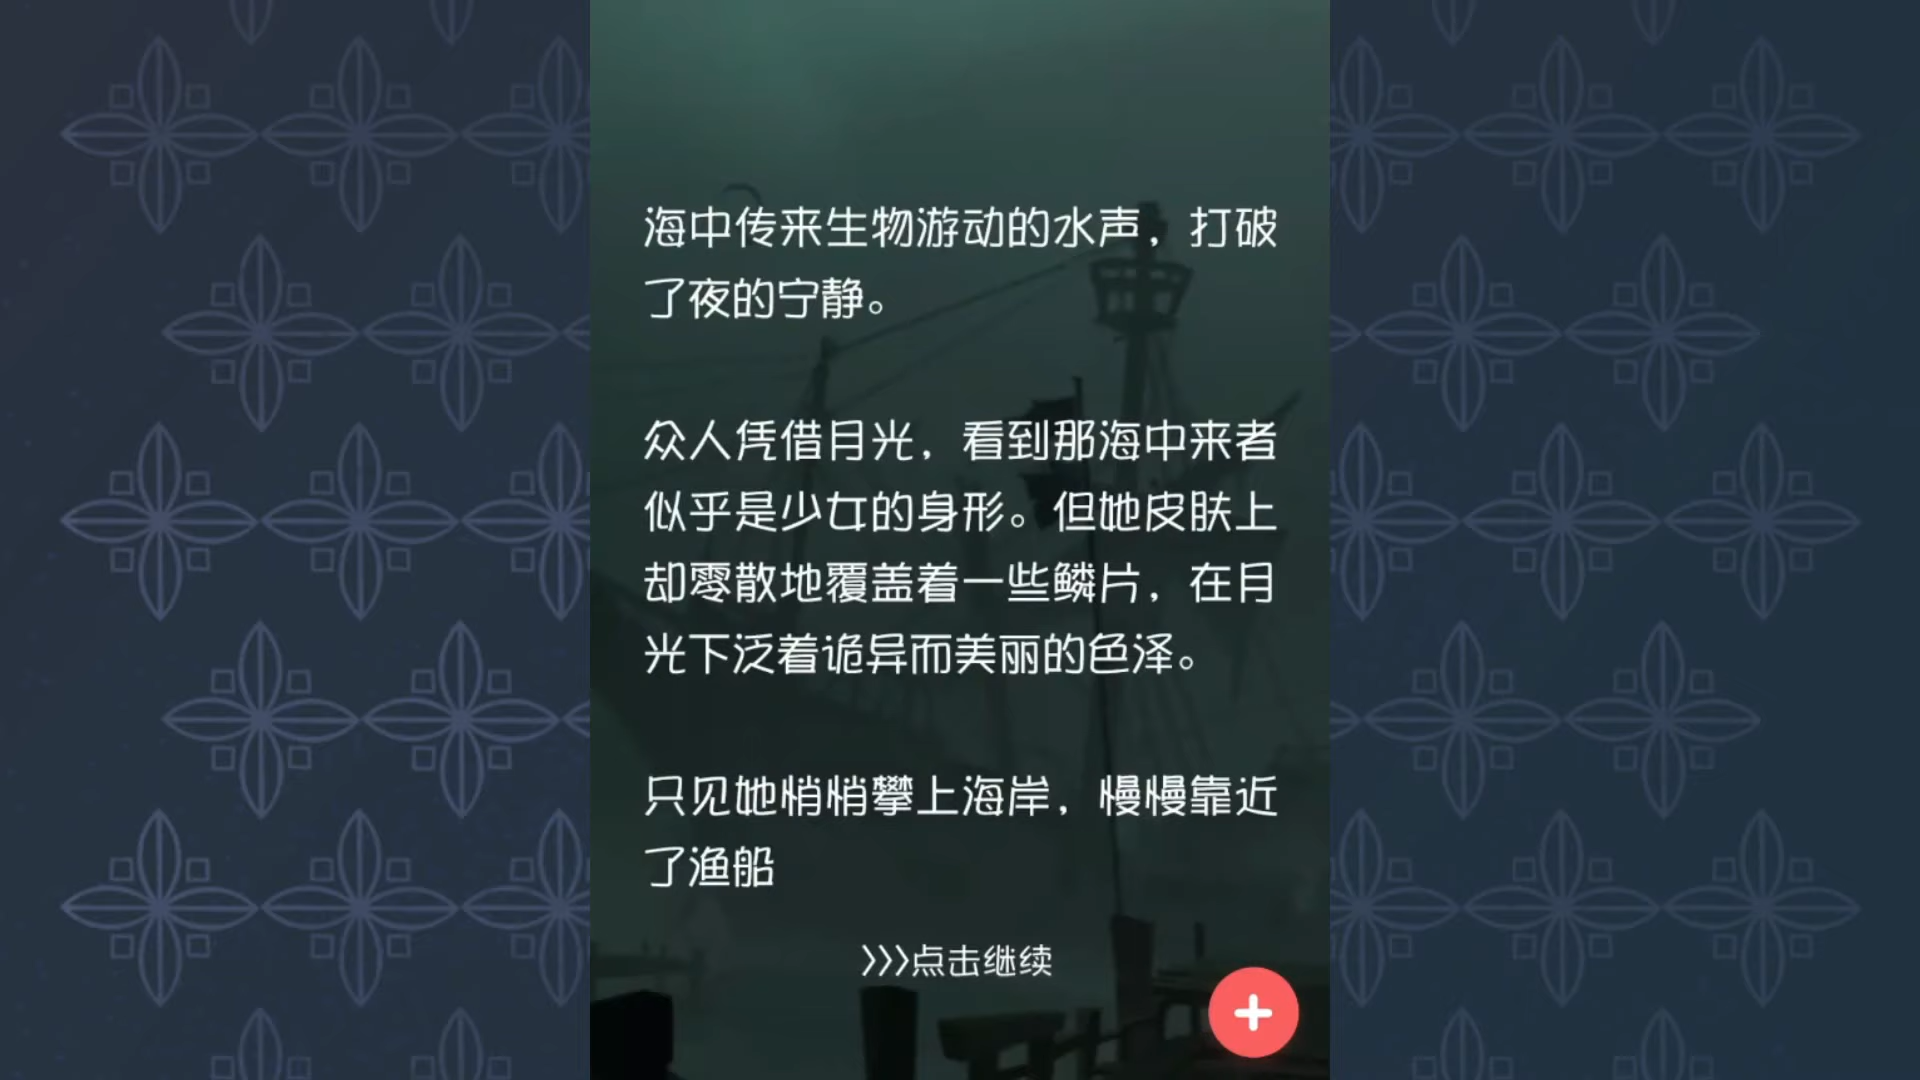 海中传来生物游动的水声，打破
了夜的宁静。
众人凭借月光，看到那海中来者
似乎是少女的身形。但她皮肤上
却零散地覆盖着一些鳞片，在月
光下泛着诡异而美丽的色泽。
只见她悄悄攀上海岸，慢慢靠近
了渔船
>>>点击继续